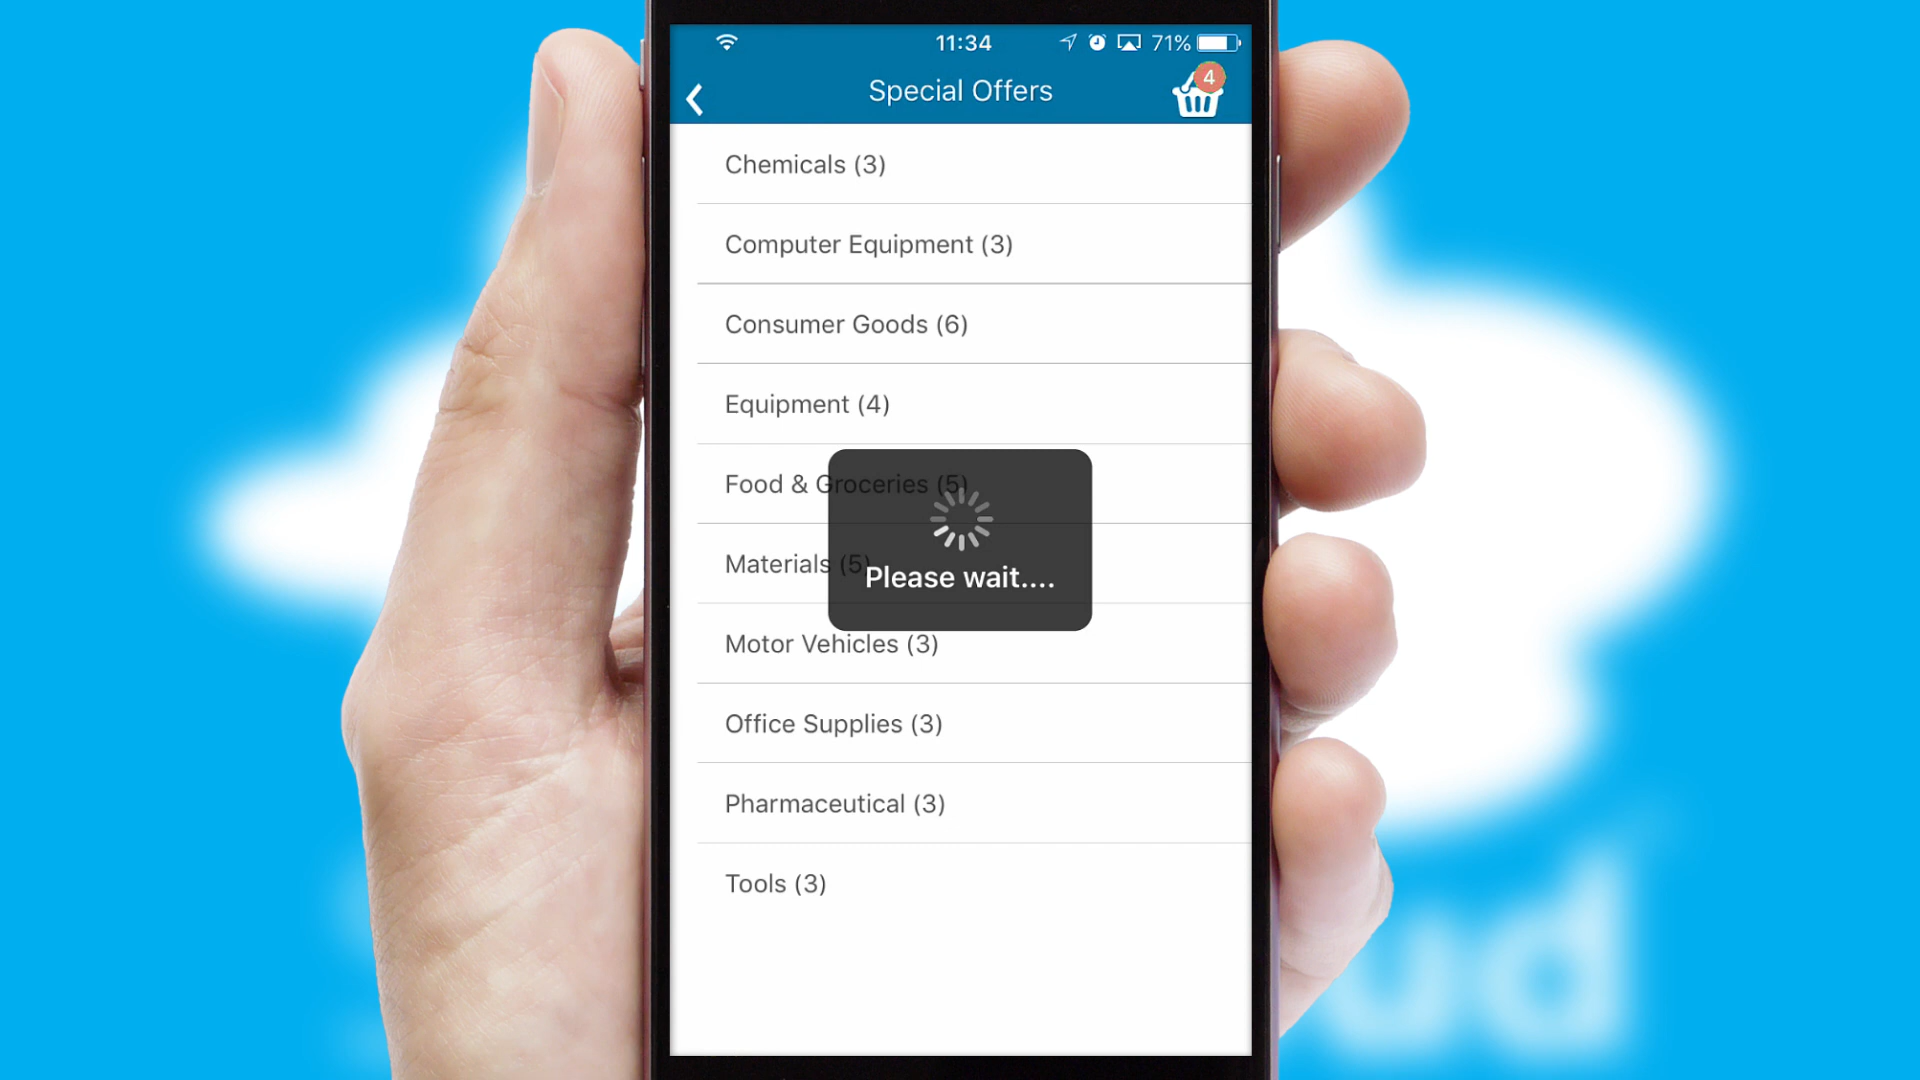 11:34
71%
Special Offers
4
Chemicals (3)
Computer Equipment (3)
Consumer Goods (6)
Equipment (4)
Food & Groceries (5)
Materials (5)
Please wait....
Motor Vehicles (3)
Office Supplies (3)
Pharmaceutical (3)
Tools (3)
ud